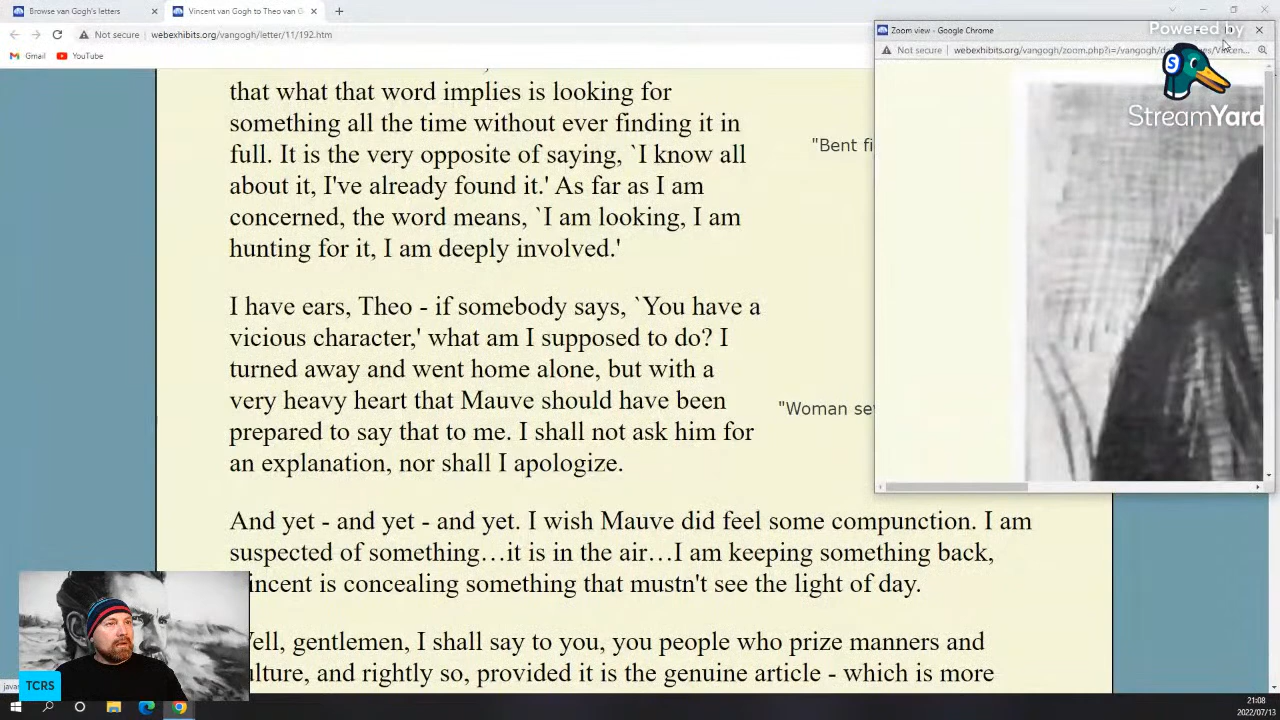 Browse van Gogh's letters
Vincent van Gogh to Theo van G
Not secure
webexhibits.org/vangogh/letter/11/192.htm
Gmail
YouTube
Zoom view - Google Chrome
Powered by
Not secure
StreamYard
that what that word implies is looking for
something all the time without ever finding it in
full. It is the very opposite of saying, `I know all
about it, I've already found it.' As far as I am
concerned, the word means, `I am looking, I am
hunting for it, I am deeply involved.'
"Bent fi
I have ears, Theo - if somebody says, `You have a
vicious character,' what am I supposed to do? I
turned away and went home alone, but with a
very heavy heart that Mauve should have been
prepared to say that to me. I shall not ask him for
an explanation, nor shall I apologize.
"Woman se
And yet - and yet - and yet. I wish Mauve did feel some compunction. I am
suspected of something…it is in the air…I am keeping something back,
incent is concealing something that mustn't see the light of day.
ell, gentlemen, I shall say to you, you people who prize manners and
ulture, and rightly so, provided it is the genuine article - which is more
TCRS
21:08
2022/07/13